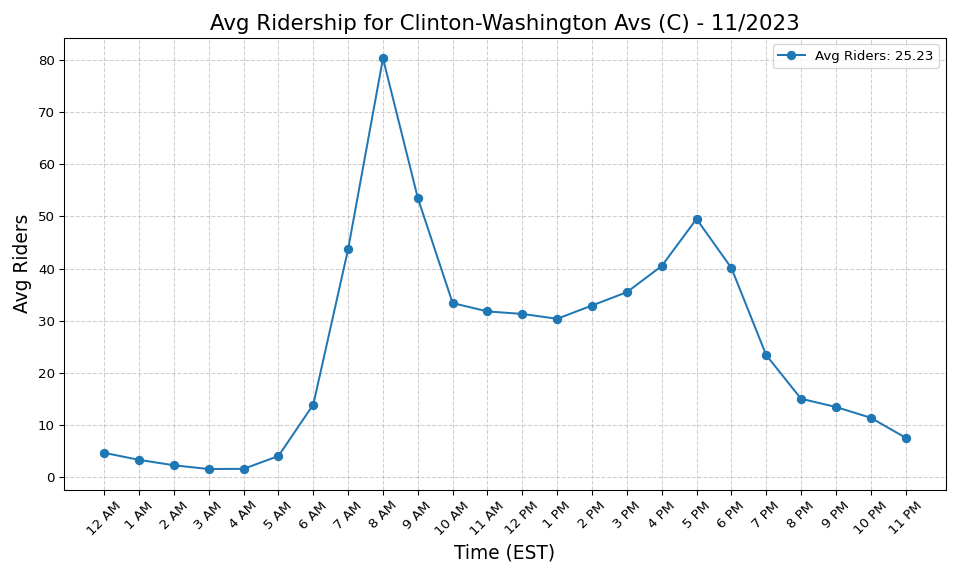 Avg Ridership for Clinton-Washington Avs (C) - 11/2023
Avg Riders: 25.23
Avg Riders
80
70
60
50
40
30
20
10
0
12 AM 1 AM 2 AM 3 AM 4 AM 5 AM 6 AM 7 AM 8 AM 9 AM 10 AM 11 AM 12 PM 1 PM 2 PM 3 PM 4 PM 5 PM 6 PM 7 PM 8 PM 9 PM 10 PM 11 PM
Time (EST)